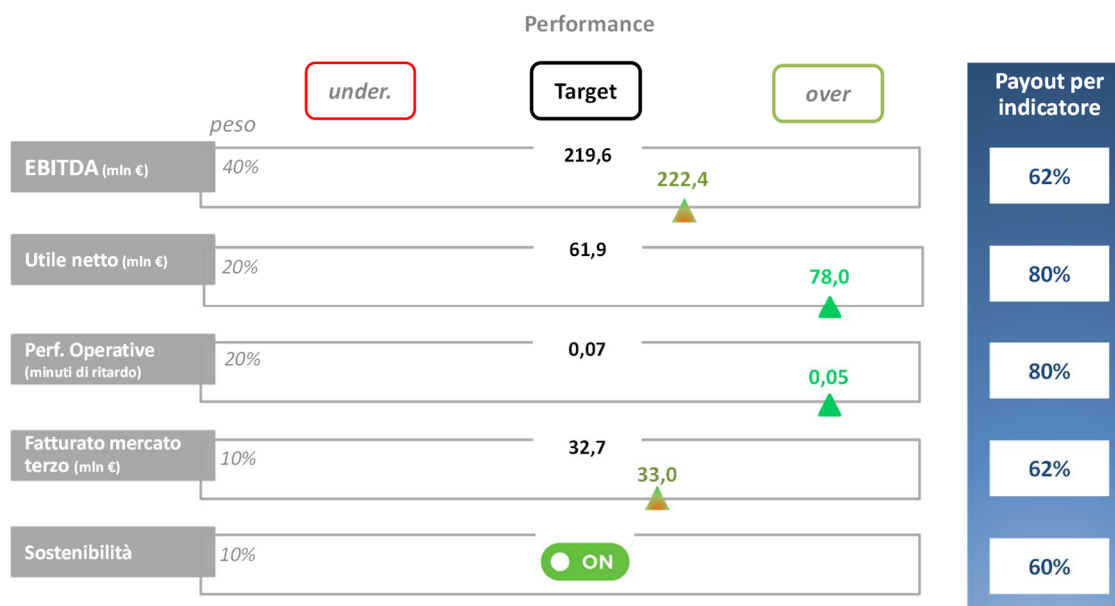 Performance
under.
Target
over
Payout per
indicatore
peso
EBITDA (mln €)
40%
219,6
222,4
62%
Utile netto (mln €)
20%
61,9
78,0
80%
Perf. Operative
(minuti di ritardo)
20%
0,07
0,05
80%
Fatturato mercato
terzo (mln €)
10%
32,7
33,0
62%
Sostenibilità
10%
ON
60%